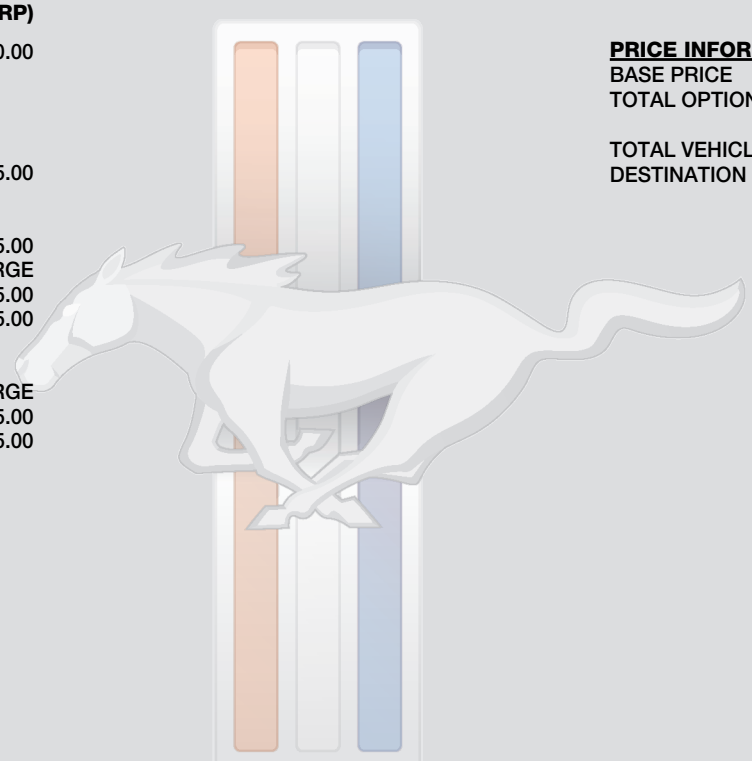 RP)
0.00
5.00
5.00
RGE
5.00
5.00
RGE
5.00
5.00
PRICE INFOR
BASE PRICE
TOTAL OPTION
TOTAL VEHICL
DESTINATION